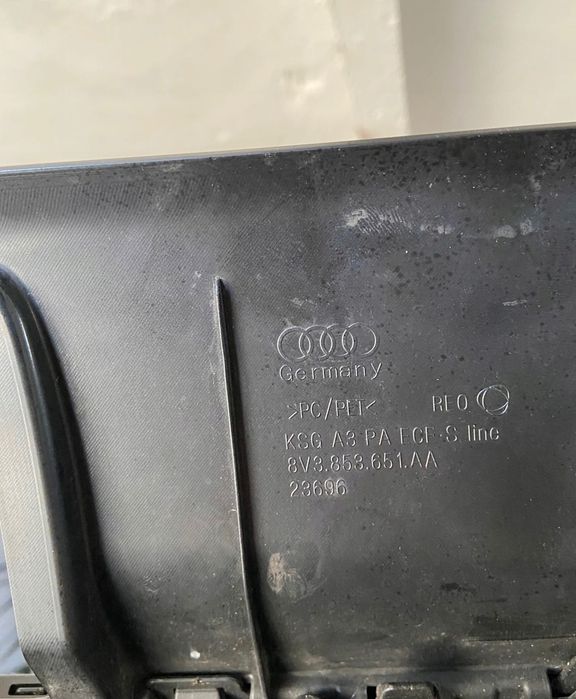 Germany
>PC/PET< REO
KSG A3 PA ECE S line
8V3.853.651.AA
23696